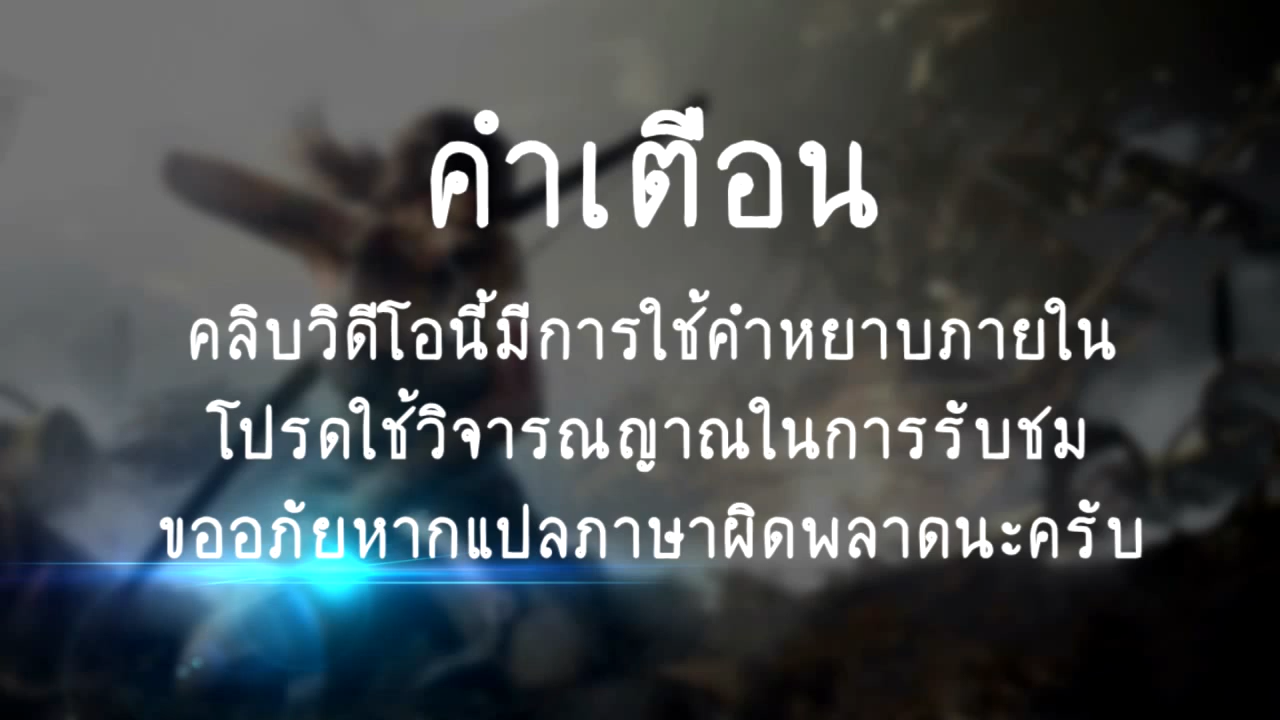 คำเตือน
คลิบวิดีโอนี้มีการใช้คำหยาบภายใน
โปรดใช้วิจารณญาณในการรับชม
ขออภัยหากแปลภาษาผิดพลาดนะครับ